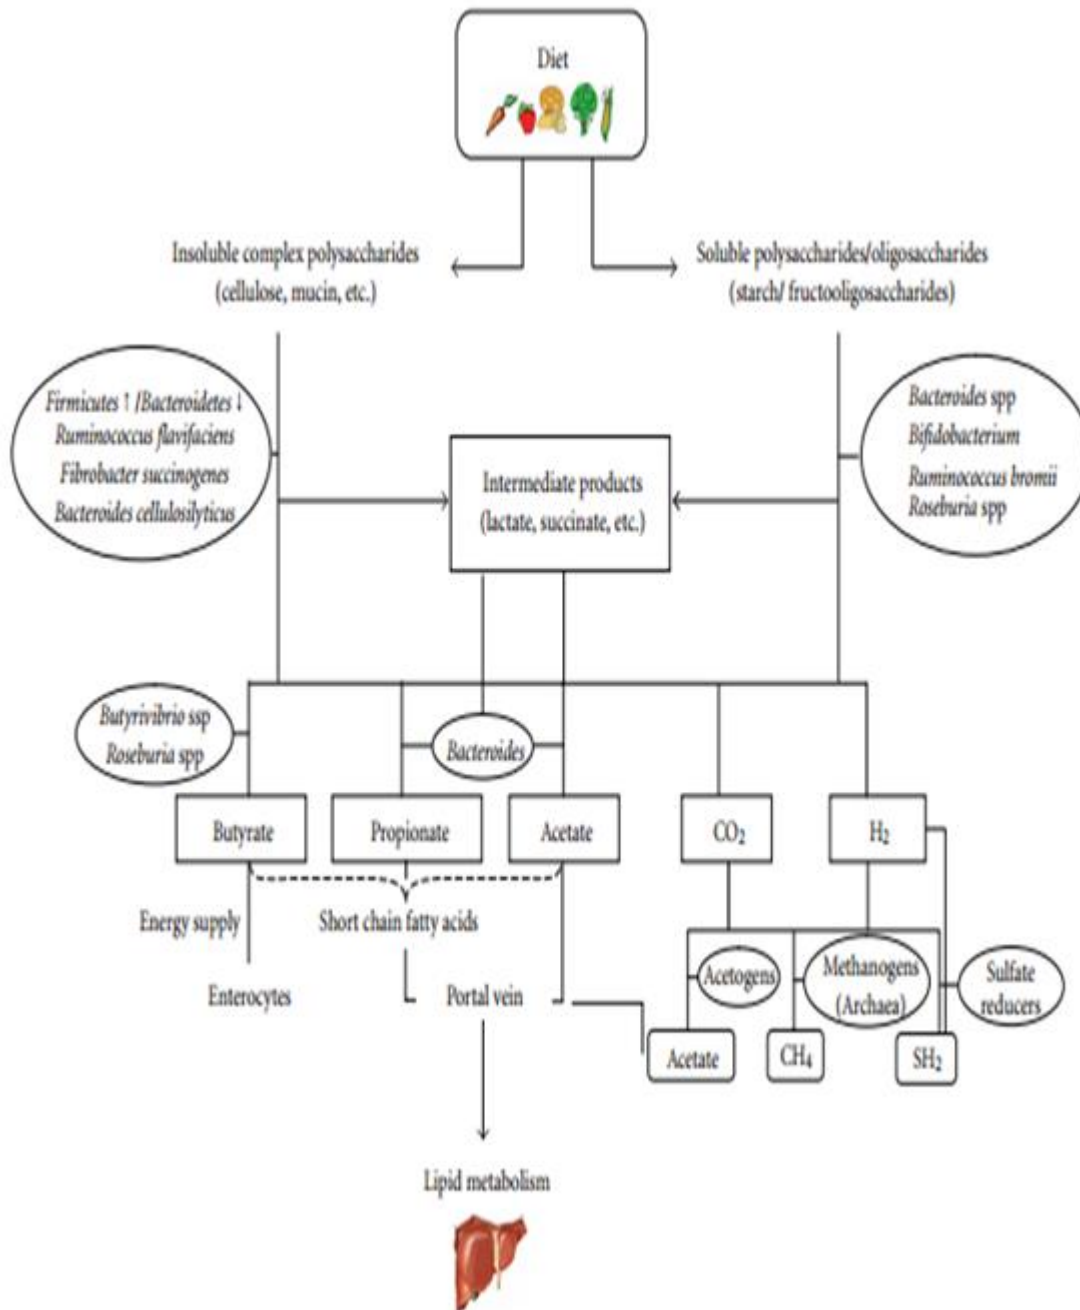 Diet
Insoluble complex polysaccharides
(cellulose, mucin, etc.)
Soluble polysaccharides/oligosaccharides
(starch/ fructooligosaccharides)
Firmicutes ↑ /Bacteroidetes ↓
Ruminococcus flavifaciens
Fibrobacter succinogenes
Bacteroides cellulosilyticus
Intermediate products
(lactate, succinate, etc.)
Bacteroides spp
Bifidobacterium
Ruminococcus bromii
Roseburia spp
Butyrivibrio ssp
Roseburia spp
Bacteroides
Butyrate
Propionate
Acetate
CO₂
H₂
Energy supply
Short chain fatty acids
Enterocytes
Portal vein
Acetogens
Methanogens
(Archaea)
Sulfate
reducers
Acetate
CH₄
SH₂
Lipid metabolism